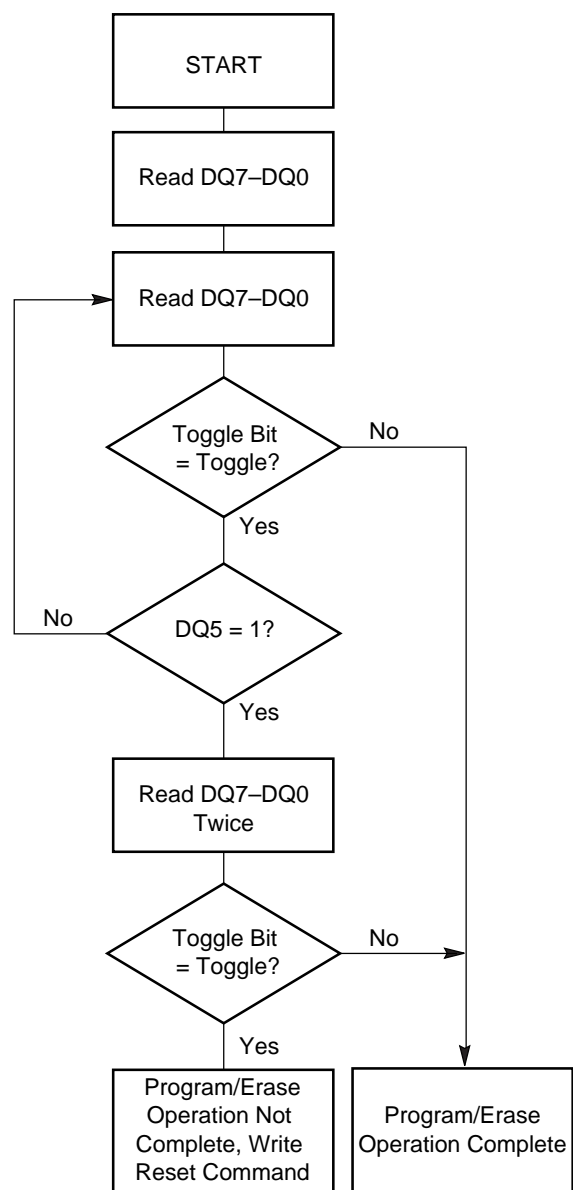 START
Read DQ7–DQ0
Read DQ7–DQ0
Toggle Bit
= Toggle?
No
Yes
No
DQ5 = 1?
Yes
Read DQ7–DQ0
Twice
Toggle Bit
= Toggle?
No
Yes
Program/Erase
Operation Not
Complete, Write
Reset Command
Program/Erase
Operation Complete